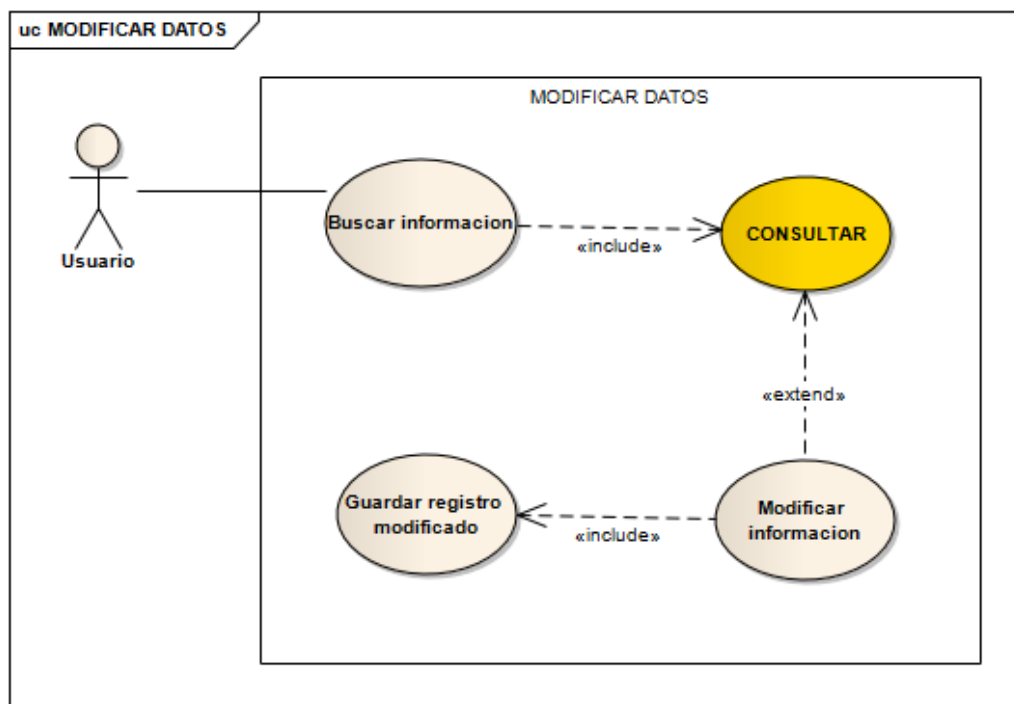 uc MODIFICAR DATOS
MODIFICAR DATOS
Usuario
Buscar informacion
«include»
CONSULTAR
«extend»
Guardar registro
modificado
«include»
Modificar
informacion